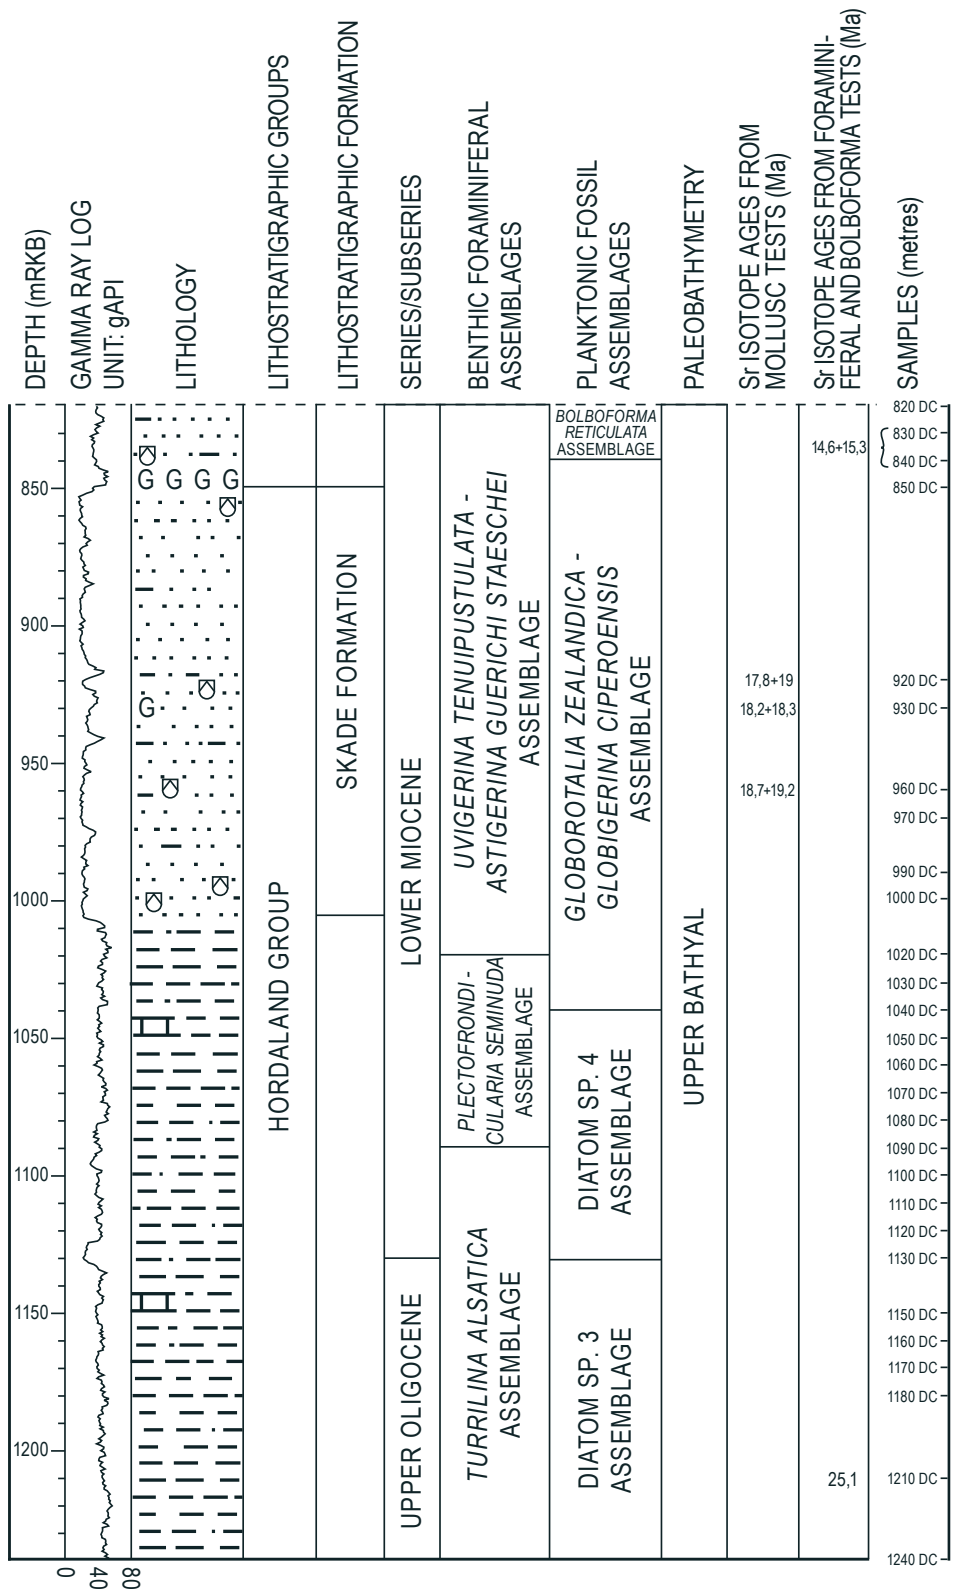 DEPTH (mRKB)
GAMMA RAY LOG
UNIT: gAPI
LITHOLOGY
LITHOSTRATIGRAPHIC GROUPS
LITHOSTRATIGRAPHIC FORMATION
SERIES/SUBSERIES
BENTHIC FORAMINIFERAL
ASSEMBLAGES
PLANKTONIC FOSSIL
ASSEMBLAGES
PALEOBATHYMETRY
Sr ISOTOPE AGES FROM
MOLLUSC TESTS (Ma)
Sr ISOTOPE AGES FROM FORAMINI-
FERAL AND BOLBOFORMA TESTS (Ma)
SAMPLES (metres)
850
900
950
1000
1050
1100
1150
1200
0
40
80
G G G G
G
HORDALAND GROUP
SKADE FORMATION
LOWER MIOCENE
UPPER OLIGOCENE
UVIGERINA TENUIPUSTULATA -
ASTIGERINA GUERICHI STAESCHEI
ASSEMBLAGE
PLECTOFRONDI -
CULARIA SEMINUDA
ASSEMBLAGE
TURRILINA ALSATICA
ASSEMBLAGE
BOLBOFORMA
RETICULATA
ASSEMBLAGE
GLOBOROTALIA ZEALANDICA -
GLOBIGERINA CIPEROENSIS
ASSEMBLAGE
DIATOM SP. 4
ASSEMBLAGE
DIATOM SP. 3
ASSEMBLAGE
UPPER BATHYAL
17,8+19
18,2+18,3
18,7+19,2
14,6+15,3
25,1
820 DC
830 DC
840 DC
850 DC
920 DC
930 DC
960 DC
970 DC
990 DC
1000 DC
1020 DC
1030 DC
1040 DC
1050 DC
1060 DC
1070 DC
1080 DC
1090 DC
1100 DC
1110 DC
1120 DC
1130 DC
1150 DC
1160 DC
1170 DC
1180 DC
1210 DC
1240 DC